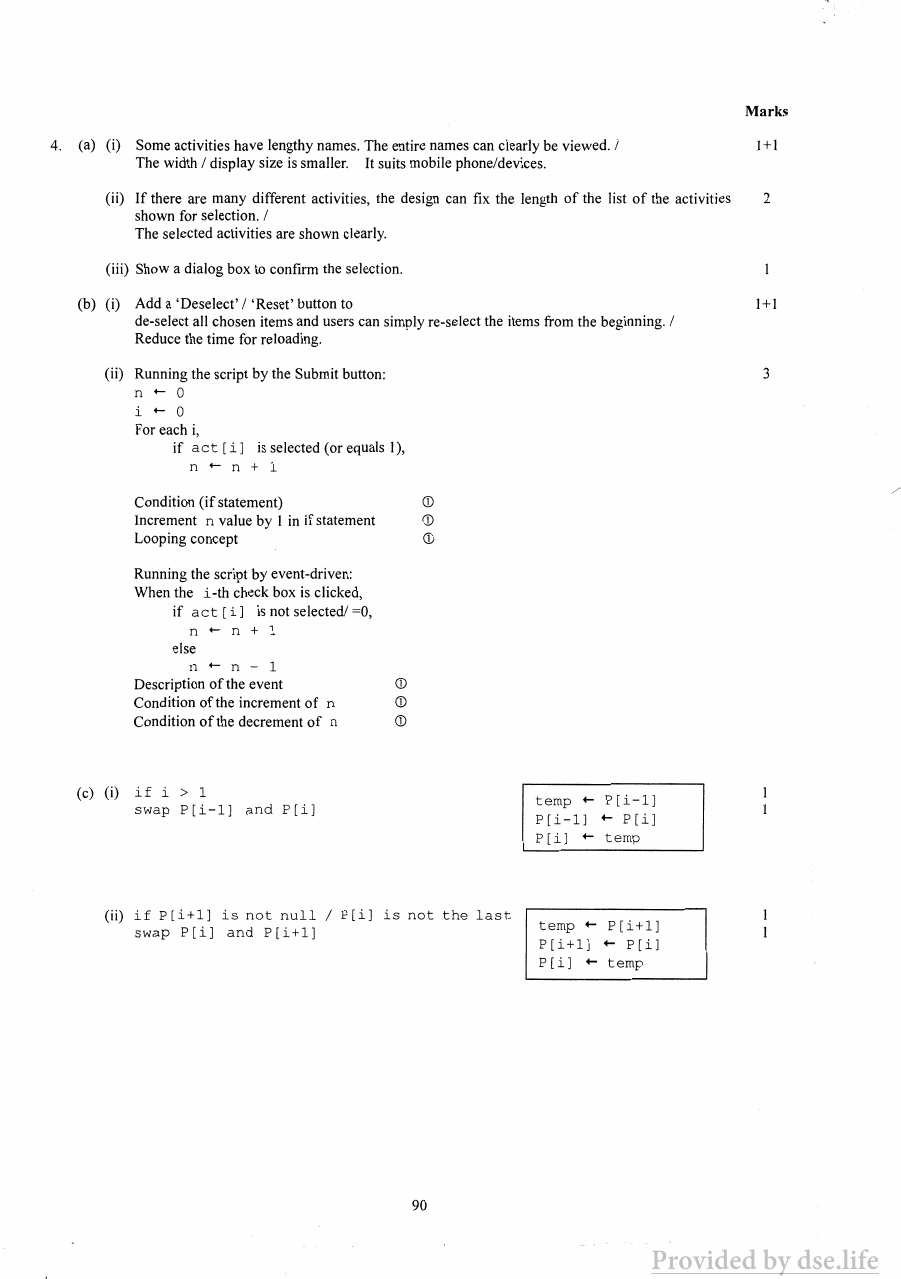 Marks
4. (a) (i) Some activities have lengthy names. The entire names can clearly be viewed. / 1+1
The width / display size is smaller. It suits mobile phone/devices.
(ii) If there are many different activities, the design can fix the length of the list of the activities 2
shown for selection. /
The selected activities are shown clearly.
(iii) Show a dialog box to confirm the selection. 1
(b) (i) Add a ‘Deselect’ / ‘Reset’ button to 1+1
de-select all chosen items and users can simply re-select the items from the beginning. /
Reduce the time for reloading.
(ii) Running the script by the Submit button: 3
n ← 0
i ← 0
For each i,
if act[i] is selected (or equals 1),
n ← n + 1
Condition (if statement) ①
Increment n value by 1 in if statement ①
Looping concept ①
Running the script by event-driven:
When the i-th check box is clicked,
if act[i] is not selected/ =0,
n ← n + 1
else
n ← n - 1
Description of the event ①
Condition of the increment of n ①
Condition of the decrement of n ①
(c) (i) if i > 1 1
swap P[i-1] and P[i] 1
temp ← P[i-1]
P[i-1] ← P[i]
P[i] ← temp
(ii) if P[i+1] is not null / P[i] is not the last 1
swap P[i] and P[i+1] 1
temp ← P[i+1]
P[i+1] ← P[i]
P[i] ← temp
90
Provided by dse.life